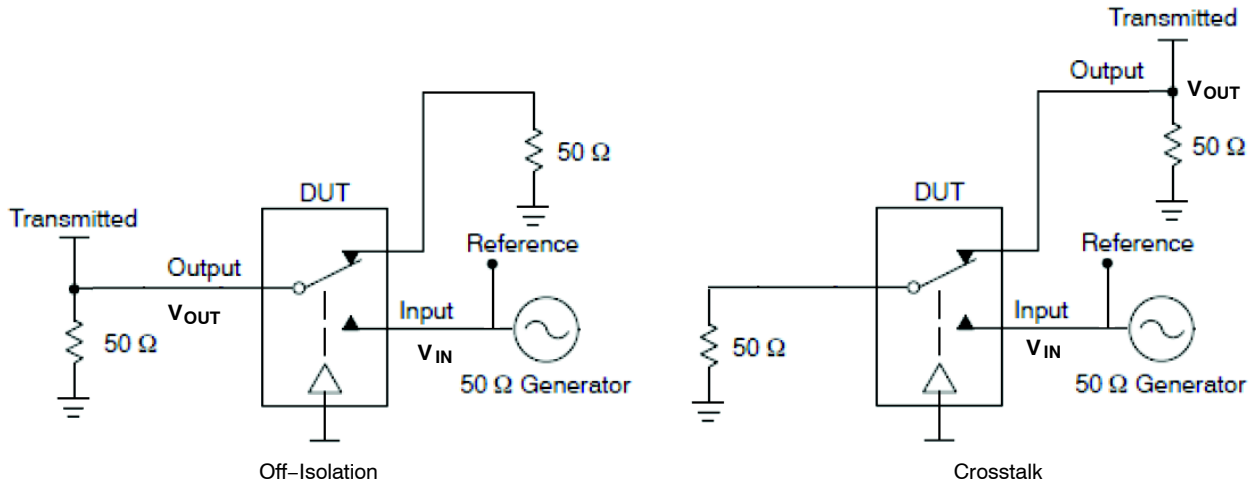 Transmitted
Output
VOUT
50 Ω
DUT
50 Ω
Reference
Input
VIN
50 Ω Generator
Off–Isolation
Transmitted
Output
VOUT
50 Ω
DUT
Reference
Input
VIN
50 Ω
50 Ω Generator
Crosstalk